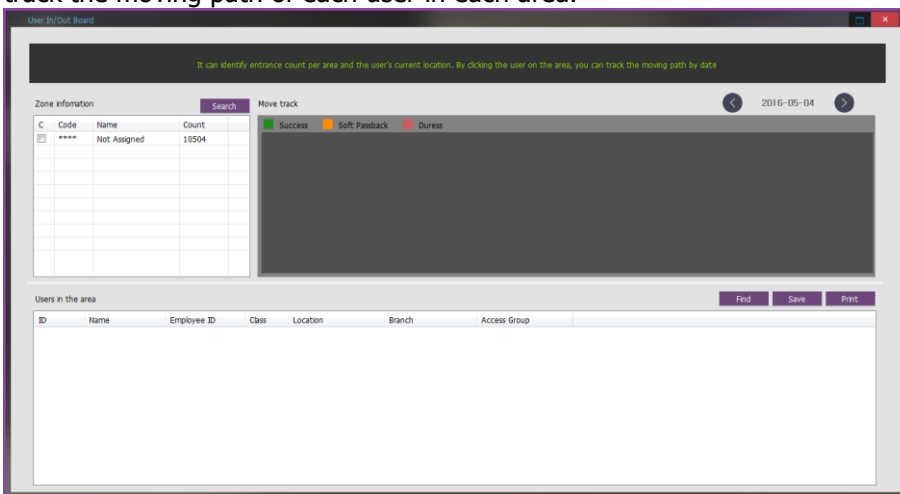 track the moving path of each user in each area.
User In/Out Board
It can identify entrance count per area and the user's current location. By clicking the user on the area, you can track the moving path by date
Zone infomation
Search
Move track
2016-05-04
C Code Name Count
**** Not Assigned 10504
Success Soft Passback Duress
Users in the area
Find Save Print
ID Name Employee ID Class Location Branch Access Group